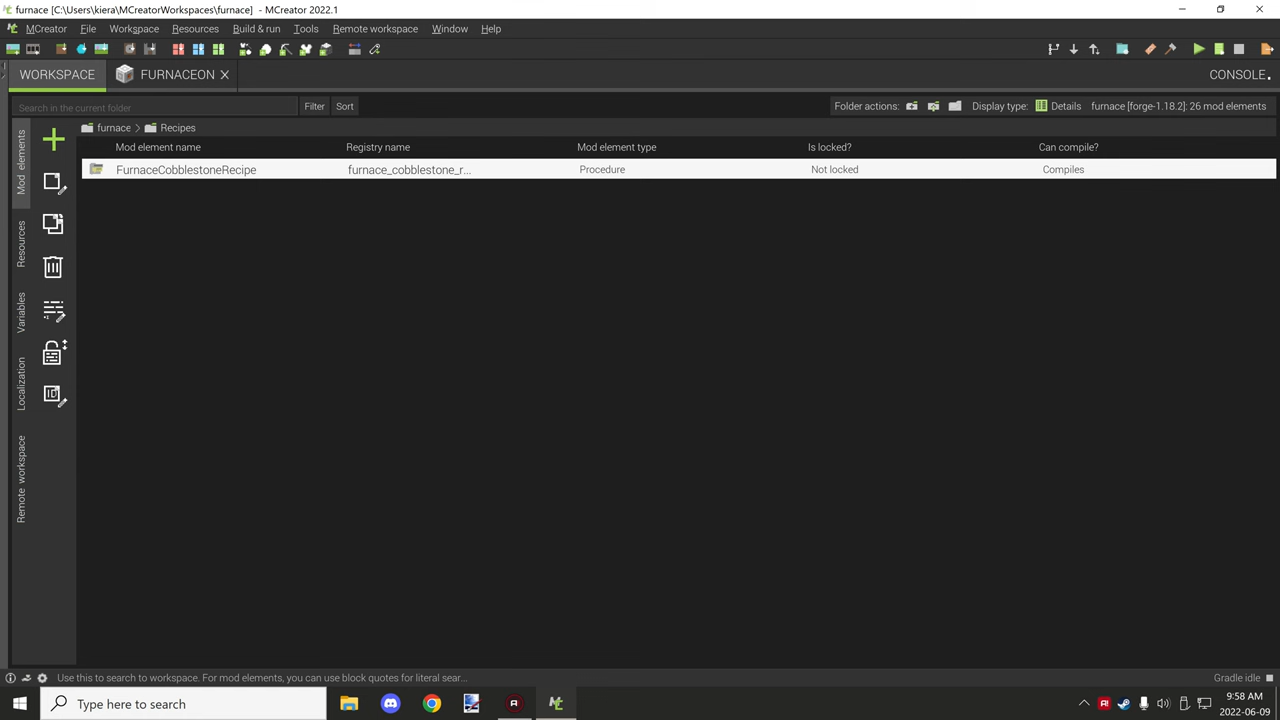 furnace [C:\Users\kiera\MCreatorWorkspaces\furnace] - MCreator 2022.1
MCreator File Workspace Resources Build & run Tools Remote workspace Window Help
WORKSPACE FURNACEON CONSOLE
Search in the current folder Filter Sort Folder actions: Display type: Details furnace [forge-1.18.2]: 26 mod elements
furnace Recipes
Mod element name Registry name Mod element type Is locked? Can compile?
FurnaceCobblestoneRecipe furnace_cobblestone_r... Procedure Not locked Compiles
Mod elements
Resources
Variables
Localization
Remote workspace
Use this to search to workspace. For mod elements, you can use block quotes for literal sear... Gradle idle
Type here to search
9:58 AM
2022-06-09